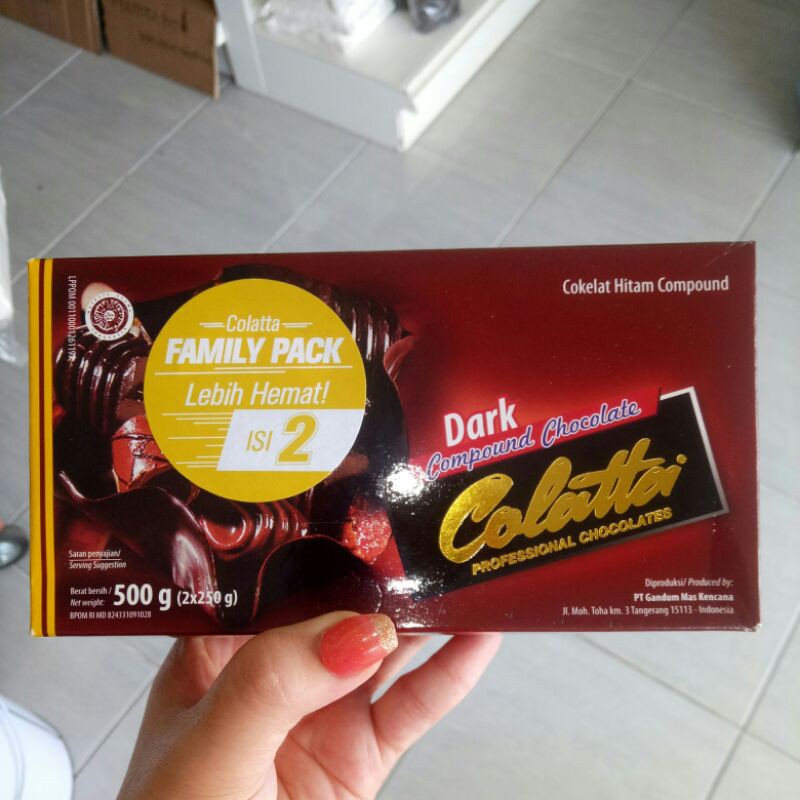 LPPOM 00110001261198
Colatta
FAMILY PACK
Lebih Hemat!
ISI 2
Cokelat Hitam Compound
Dark
Compound Chocolate
Colatta
PROFESSIONAL CHOCOLATES
Saran penyajian/
Serving Suggestion
Berat bersih /
Net weight: 500 g (2x250 g)
BPOM RI MD 824331091028
Diproduksi/ Produced by:
PT Gandum Mas Kencana
Jl. Moh. Toha km. 3 Tangerang 15113 - Indonesia